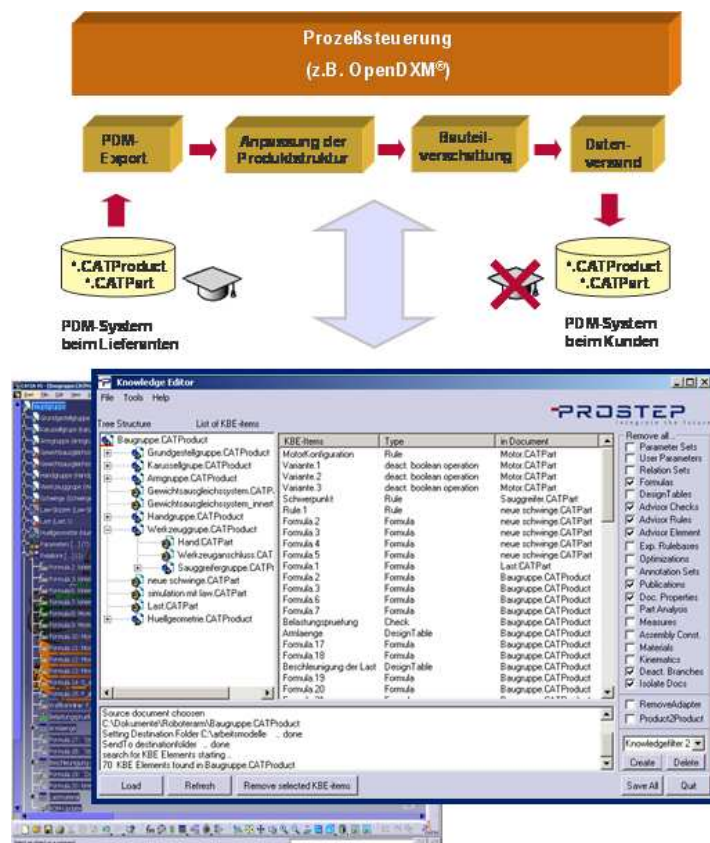 Prozeßsteuerung
(z.B. OpenDXM®)
PDM-
Export
Anpassung der
Produktstruktur
Bauteil
verschattung
Daten-
versand
*.CATProduct
*.CATPart
*.CATProduct
*.CATPart
PDM-System
beim Lieferanten
PDM-System
beim Kunden
Knowledge Editor
File Tools Help
PROSTEP
integrate the future
Tree Structure List of KBE-items
Baugruppe.CATProduct
Grundgestellgruppe.CATProduct
Karussellgrupe.CATProduct
Armgruppe.CATProduct
Gewichtsausgleichssystem.CATP
Gewichtsausgleichssystem_innert
Handgruppe.CATProduct
Werkzeuggrupe.CATProduct
Hand.CATPart
Werkzeuganschluss.CAT
Sauggreifergruppe.CATPr
neue schwinge.CATPart
simulation mit law.CATPart
Last.CATPart
Huellgeometrie.CATProduct
KBE-Items Type in Document
MotorKonfiguration Rule Motor.CATPart
Variante.1 deact. boolean operation Motor.CATPart
Variante.2 deact. boolean operation Motor.CATPart
Variante.3 deact. boolean operation Motor.CATPart
Schwerpunkt Rule Sauggreifer.CATPart
Rule.1 Rule neue schwinge.CATPart
Formula.2 Formula neue schwinge.CATPart
Formula.3 Formula neue schwinge.CATPart
Formula.4 Formula neue schwinge.CATPart
Formula.5 Formula neue schwinge.CATPart
Formula.1 Formula Last.CATPart
Formula.2 Formula Baugruppe.CATProduct
Formula.3 Formula Baugruppe.CATProduct
Formula.6 Formula Baugruppe.CATProduct
Formula.7 Formula Baugruppe.CATProduct
Belastungspruefung Check Baugruppe.CATProduct
Armlaenge DesignTable Baugruppe.CATProduct
Formula.17 Formula Baugruppe.CATProduct
Formula.18 Formula Baugruppe.CATProduct
Beschleunigung der Last DesignTable Baugruppe.CATProduct
Formula.19 Formula Baugruppe.CATProduct
Formula.20 Formula Baugruppe.CATProduct
Remove all...
Parameter Sets
User Parameters
Relation Sets
Formulas
DesignTables
Advisor Checks
Advisor Rules
Advisor Element
Exp. Rulebases
Optimizations
Annotation Sets
Publications
Doc. Properties
Part Analysis
Measures
Assembly Const.
Materials
Kinematics
Deact. Branches
Isolate Docs
RemoveAdapter
Product2Product
Knowledgefilter 2
Create Delete
Save All Quit
Source document choosen
C:\Dokumente\Roboterarm\Baugruppe.CATProduct
Setting Destination Folder C:\arbeitsmodelle .. done
SendTo destinationfolder .. done
search for KBE Elements starting..
70 KBE Elements found in Baugruppe.CATProduct
Load Refresh Remove selected KBE-items